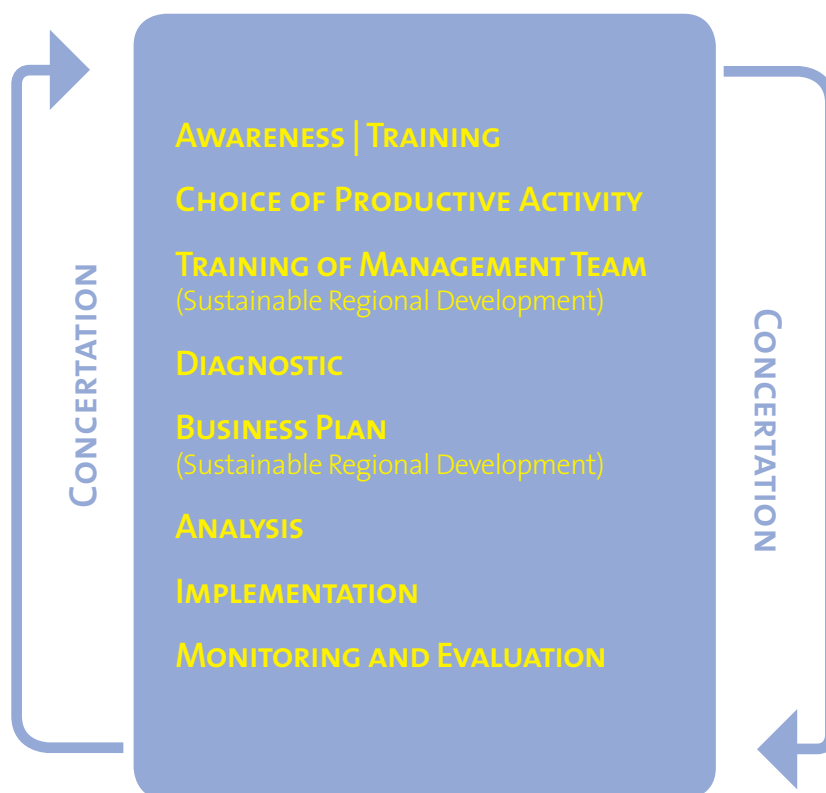 CONCERTATION
AWARENESS | TRAINING
CHOICE OF PRODUCTIVE ACTIVITY
TRAINING OF MANAGEMENT TEAM
(Sustainable Regional Development)
DIAGNOSTIC
BUSINESS PLAN
(Sustainable Regional Development)
ANALYSIS
IMPLEMENTATION
MONITORING AND EVALUATION
CONCERTATION